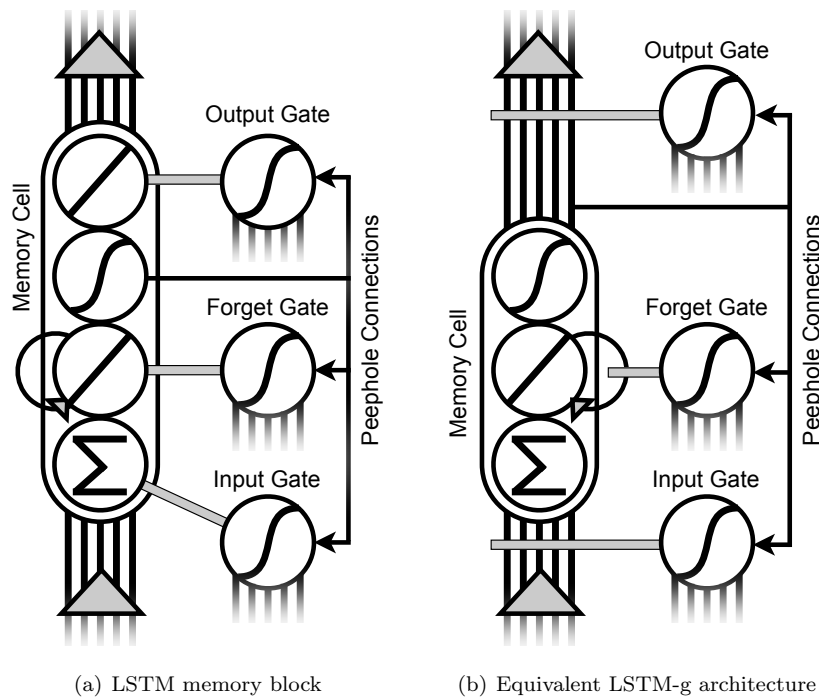 Output Gate
Memory Cell
Forget Gate
Peephole Connections
Input Gate
Σ
(a) LSTM memory block
Output Gate
Memory Cell
Forget Gate
Peephole Connections
Input Gate
Σ
(b) Equivalent LSTM-g architecture